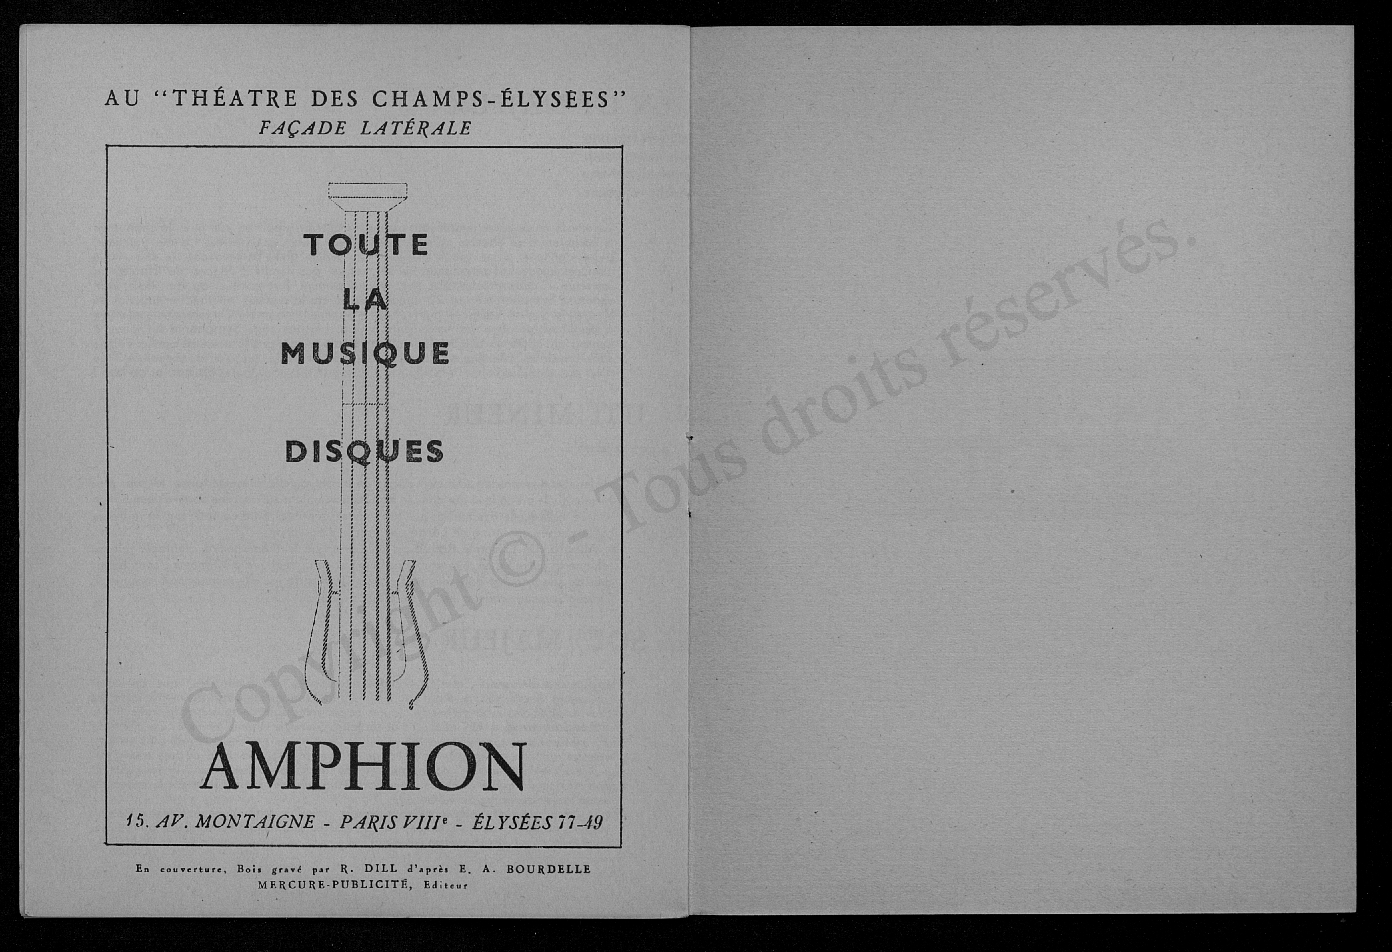 AU "THÉATRE DES CHAMPS-ÉLYSÉES"
FAÇADE LATÉRALE
TOUTE
LA
MUSIQUE
DISQUES
AMPHION
15. AV. MONTAIGNE - PARIS VIIIe - ÉLYSÉES 77-49
En couverture, Bois gravé par R. DILL d'après E. A. BOURDELLE
MERCURE-PUBLICITÉ, Editeur
Copyright © - Tous droits réservés.